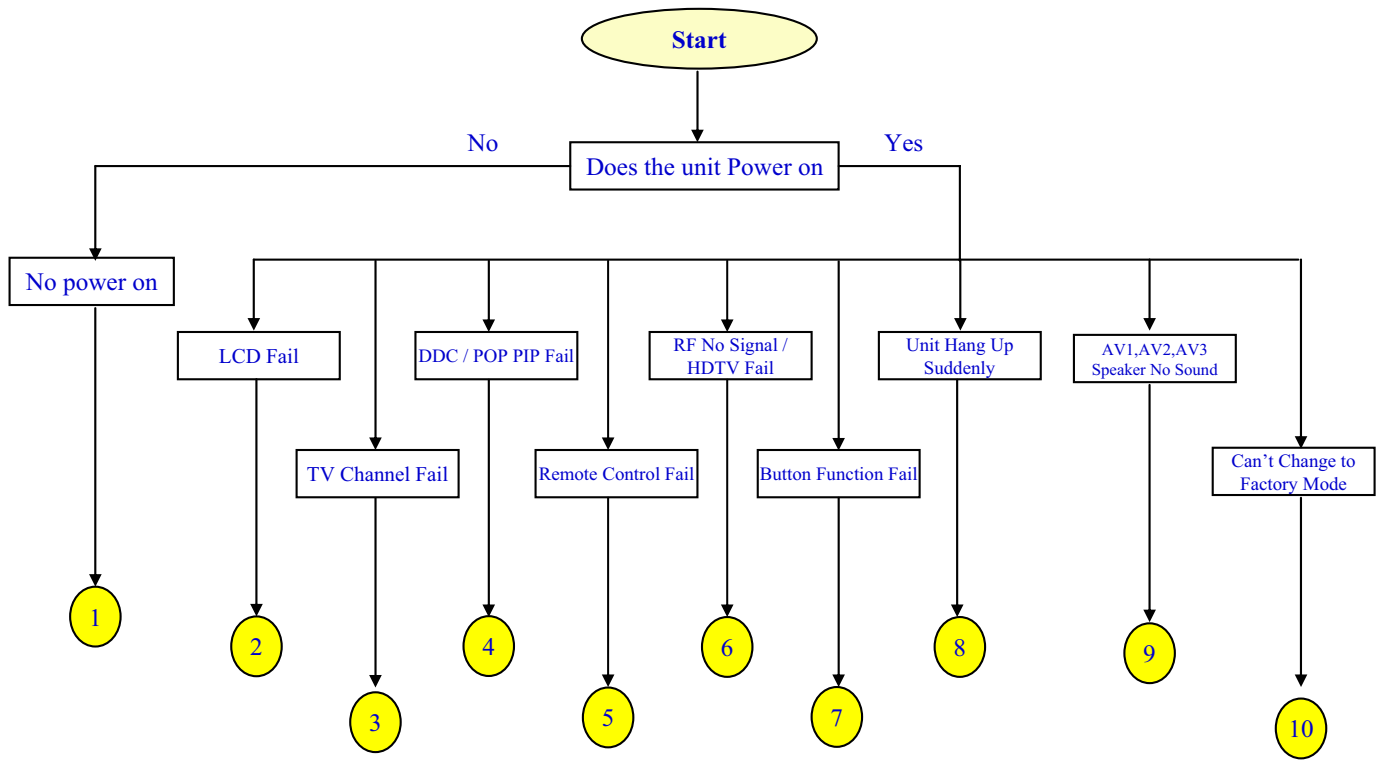 Start
No
Yes
Does the unit Power on
No power on
LCD Fail
DDC / POP PIP Fail
RF No Signal /
HDTV Fail
Unit Hang Up
Suddenly
AV1,AV2,AV3
Speaker No Sound
TV Channel Fail
Remote Control Fail
Button Function Fail
Can’t Change to
Factory Mode
1
2
4
6
8
9
3
5
7
10